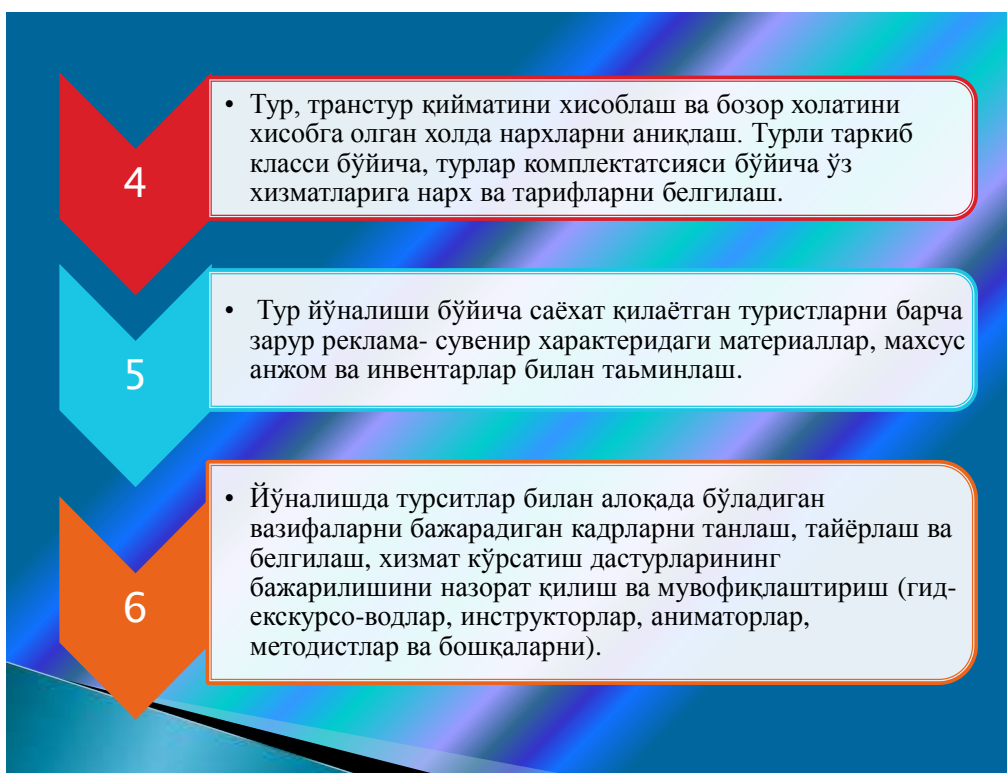 4
• Тур, транстур қийматини хисоблаш ва бозор холатини
хисобга олган холда нархларни аниқлаш. Турли таркиб
класси бўйича, турлар комплектатсияси бўйича ўз
хизматларига нарх ва тарифларни белгилаш.
5
• Тур йўналиши бўйича саёхат қилаётган туристларни барча
зарур реклама- сувенир характеридаги материаллар, махсус
анжом ва инвентарлар билан таьминлаш.
6
• Йўналишда турситлар билан алоқада бўладиган
вазифаларни бажарадиган кадрларни танлаш, тайёрлаш ва
белгилаш, хизмат кўрсатиш дастурларининг
бажарилишини назорат қилиш ва мувофиқлаштириш (гид-
екскурсо-водлар, инструкторлар, аниматорлар,
методистлар ва бошқаларни).